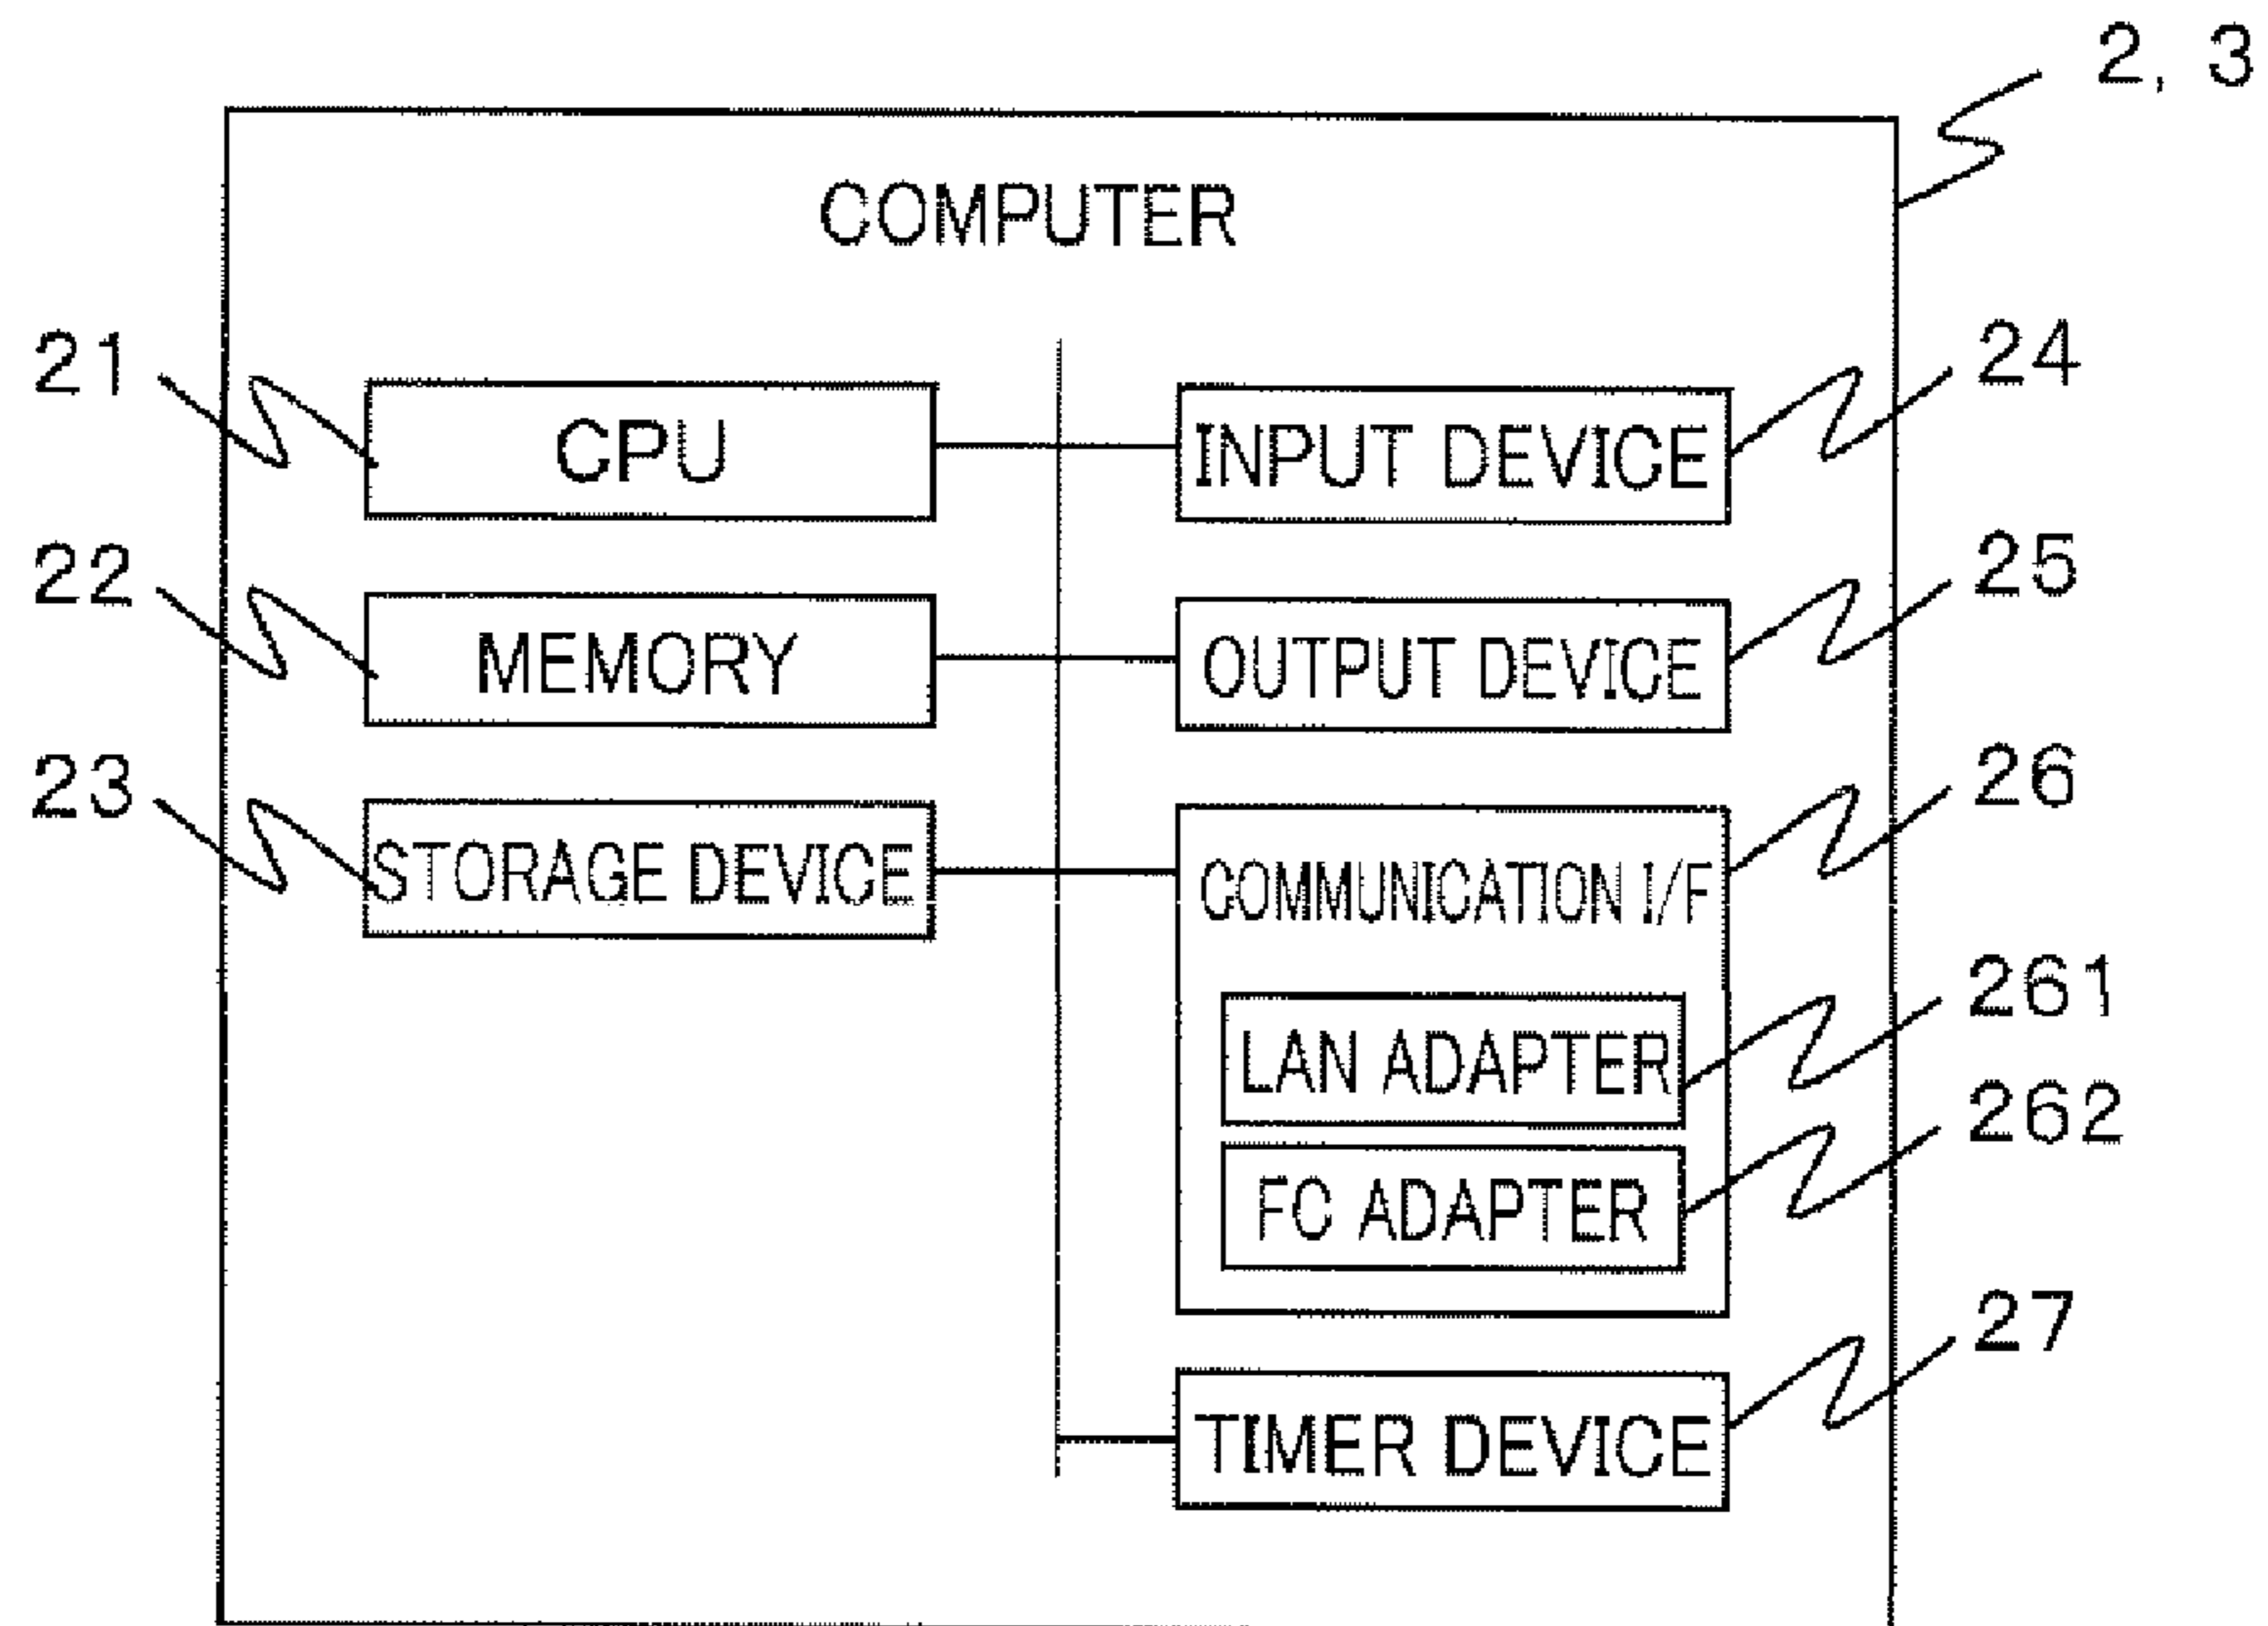 2, 3
COMPUTER
21
CPU
INPUT DEVICE
24
22
MEMORY
OUTPUT DEVICE
25
23
STORAGE DEVICE
COMMUNICATION I/F
26
LAN ADAPTER
261
FC ADAPTER
262
TIMER DEVICE
27